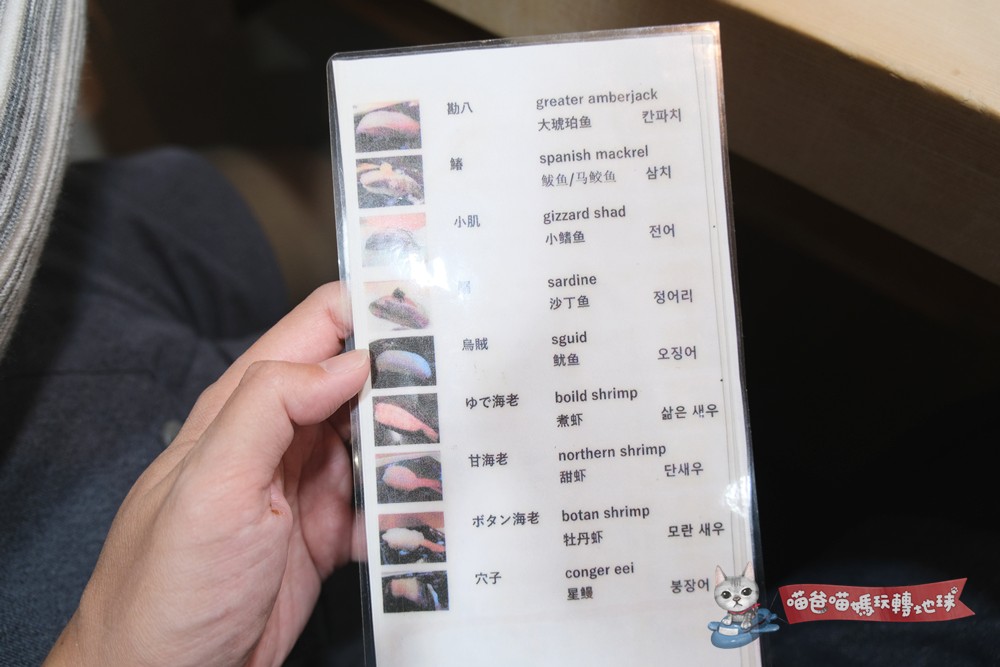 勘八 greater amberjack
大琥珀鱼 칸파치
鰆 spanish mackrel
鲅鱼/马鲛鱼 삼치
小肌 gizzard shad
小鳍鱼 전어
sardine
沙丁鱼 정어리
烏賊 sguid
鱿鱼 오징어
ゆで海老 boild shrimp
煮虾 삶은 새우
甘海老 northern shrimp
甜虾 단새우
ボタン海老 botan shrimp
牡丹虾 모란 새우
穴子 conger eei
星鳗 붕장어
喵爸喵媽玩轉地球